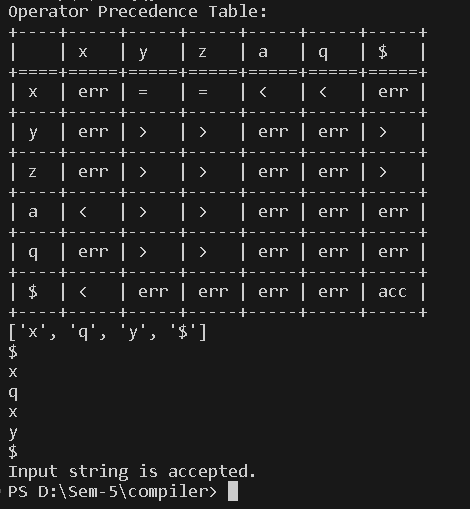 Operator Precedence Table:
+----+-----+-----+-----+-----+-----+-----+
|    | x   | y   | z   | a   | q   | $   |
+====+=====+=====+=====+=====+=====+=====+
| x  | err | =   | =   | <   | <   | err |
+----+-----+-----+-----+-----+-----+-----+
| y  | err | >   | >   | err | err | >   |
+----+-----+-----+-----+-----+-----+-----+
| z  | err | >   | >   | err | err | >   |
+----+-----+-----+-----+-----+-----+-----+
| a  | <   | >   | >   | err | err | err |
+----+-----+-----+-----+-----+-----+-----+
| q  | err | >   | >   | err | err | err |
+----+-----+-----+-----+-----+-----+-----+
| $  | <   | err | err | err | err | acc |
+----+-----+-----+-----+-----+-----+-----+
['x', 'q', 'y', '$']
$
x
q
x
y
$
Input string is accepted.
PS D:\Sem-5\compiler>